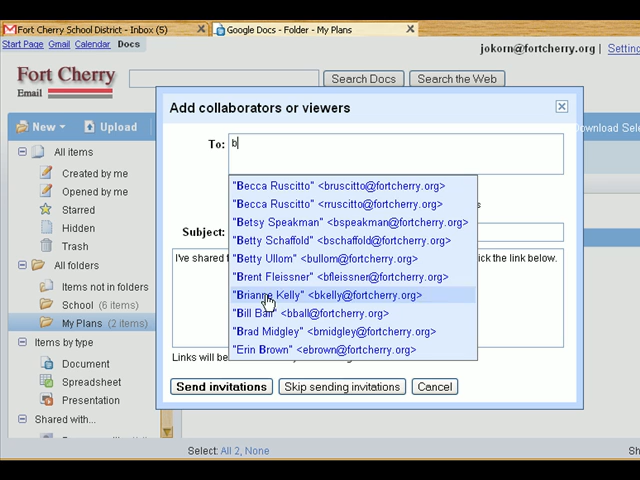 Fort Cherry School District - Inbox (5)
Google Docs - Folder - My Plans
Start Page Gmail Calendar Docs
jokorn@fortcherry.org | Setting
Fort Cherry
Email
Search Docs
Search the Web
New
Upload
Download Sele
All items
Created by me
Opened by me
Starred
Hidden
Trash
All folders
Items not in folders
School (6 items)
My Plans (2 items)
Items by type
Document
Spreadsheet
Presentation
Shared with...
Add collaborators or viewers
To: b
"Becca Ruscitto" <bruscitto@fortcherry.org>
"Becca Ruscitto" <rruscitto@fortcherry.org>
"Betsy Speakman" <bspeakman@fortcherry.org>
"Betty Schaffold" <bschaffold@fortcherry.org>
"Betty Ullom" <bullom@fortcherry.org>
"Brent Fleissner" <bfleissner@fortcherry.org>
"Brianne Kelly" <bkelly@fortcherry.org>
"Bill Ball" <bball@fortcherry.org>
"Brad Midgley" <bmidgley@fortcherry.org>
"Erin Brown" <ebrown@fortcherry.org>
Subject:
I've shared ck the link below.
Links will be
Send invitations
Skip sending invitations
Cancel
Select: All 2, None
Sh